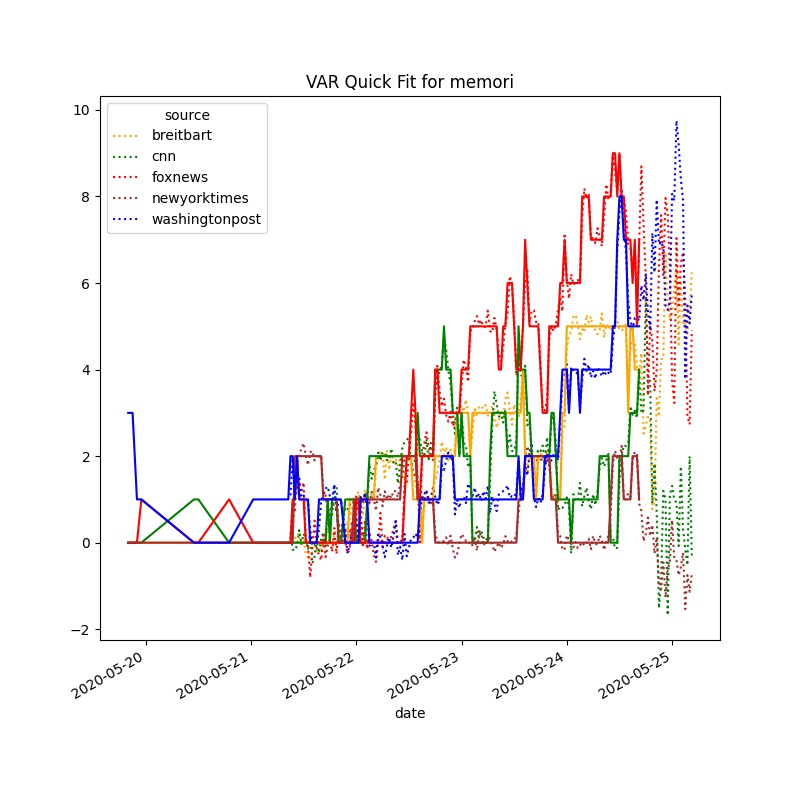 VAR Quick Fit for memori
10
8
6
4
2
0
−2
source
breitbart
cnn
foxnews
newyorktimes
washingtonpost
2020-05-20
2020-05-21
2020-05-22
2020-05-23
2020-05-24
2020-05-25
date